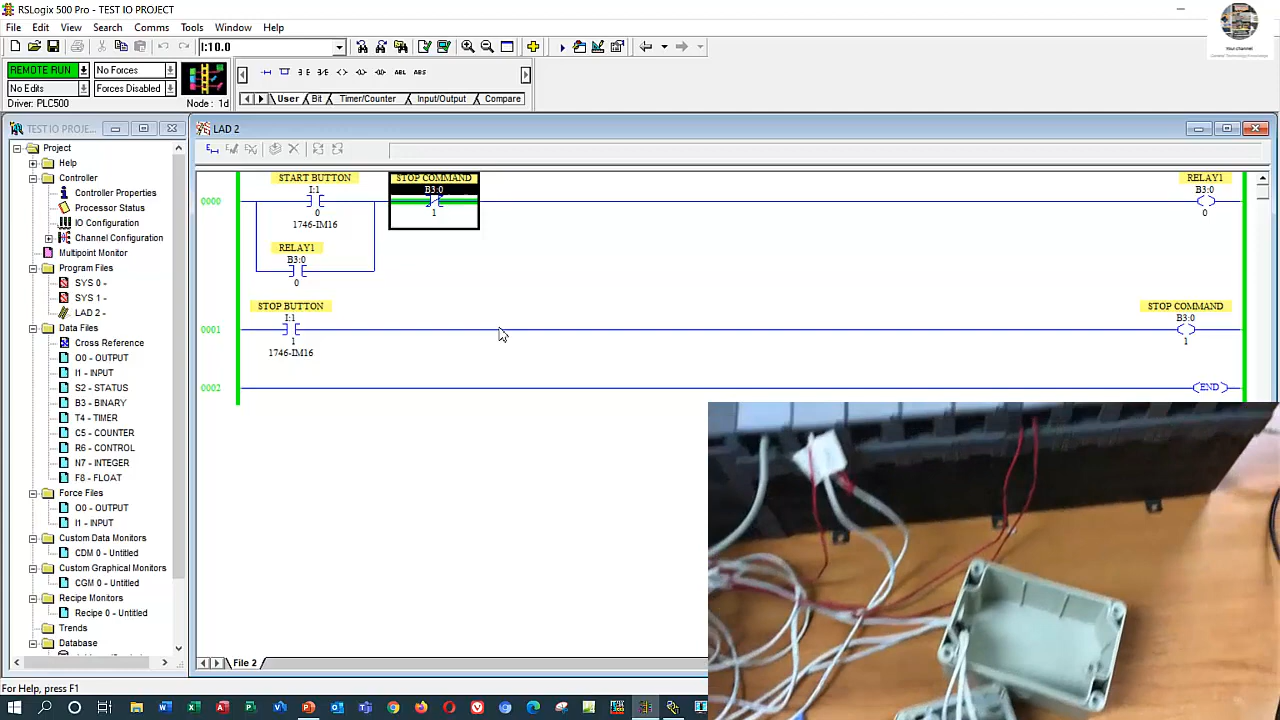 RSLogix 500 Pro - TEST IO PROJECT
File Edit View Search Comms Tools Window Help
I:10.0
REMOTE RUN No Forces
No Edits Forces Disabled
Driver: PLC500 Node : 1d
User Bit Timer/Counter Input/Output Compare
Your channel
TEST IO PROJE...
Project
Help
Controller
Controller Properties
Processor Status
IO Configuration
Channel Configuration
Multipoint Monitor
Program Files
SYS 0 -
SYS 1 -
LAD 2 -
Data Files
Cross Reference
O0 - OUTPUT
I1 - INPUT
S2 - STATUS
B3 - BINARY
T4 - TIMER
C5 - COUNTER
R6 - CONTROL
N7 - INTEGER
F8 - FLOAT
Force Files
O0 - OUTPUT
I1 - INPUT
Custom Data Monitors
CDM 0 - Untitled
Custom Graphical Monitors
CGM 0 - Untitled
Recipe Monitors
Recipe 0 - Untitled
Trends
Database
LAD 2
START BUTTON STOP COMMAND RELAY1
I:1 B3:0 B3:0
0000
0 1 0
1746-IM16
RELAY1
B3:0
0
STOP BUTTON STOP COMMAND
I:1 B3:0
0001
1 1
1746-IM16
0002 END
File 2
For Help, press F1